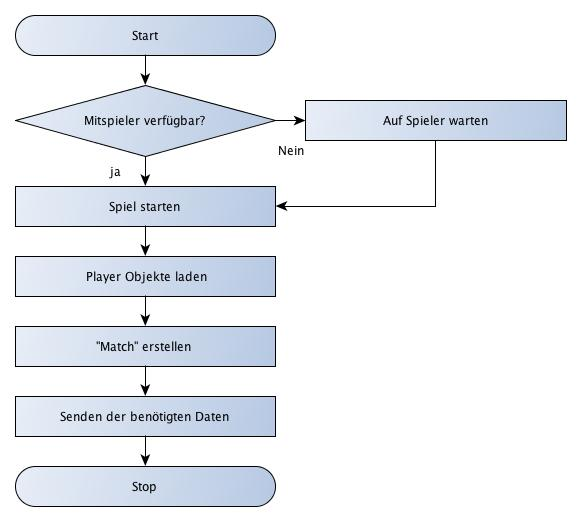 Start
Mitspieler verfügbar?
Auf Spieler warten
Nein
ja
Spiel starten
Player Objekte laden
"Match" erstellen
Senden der benötigten Daten
Stop